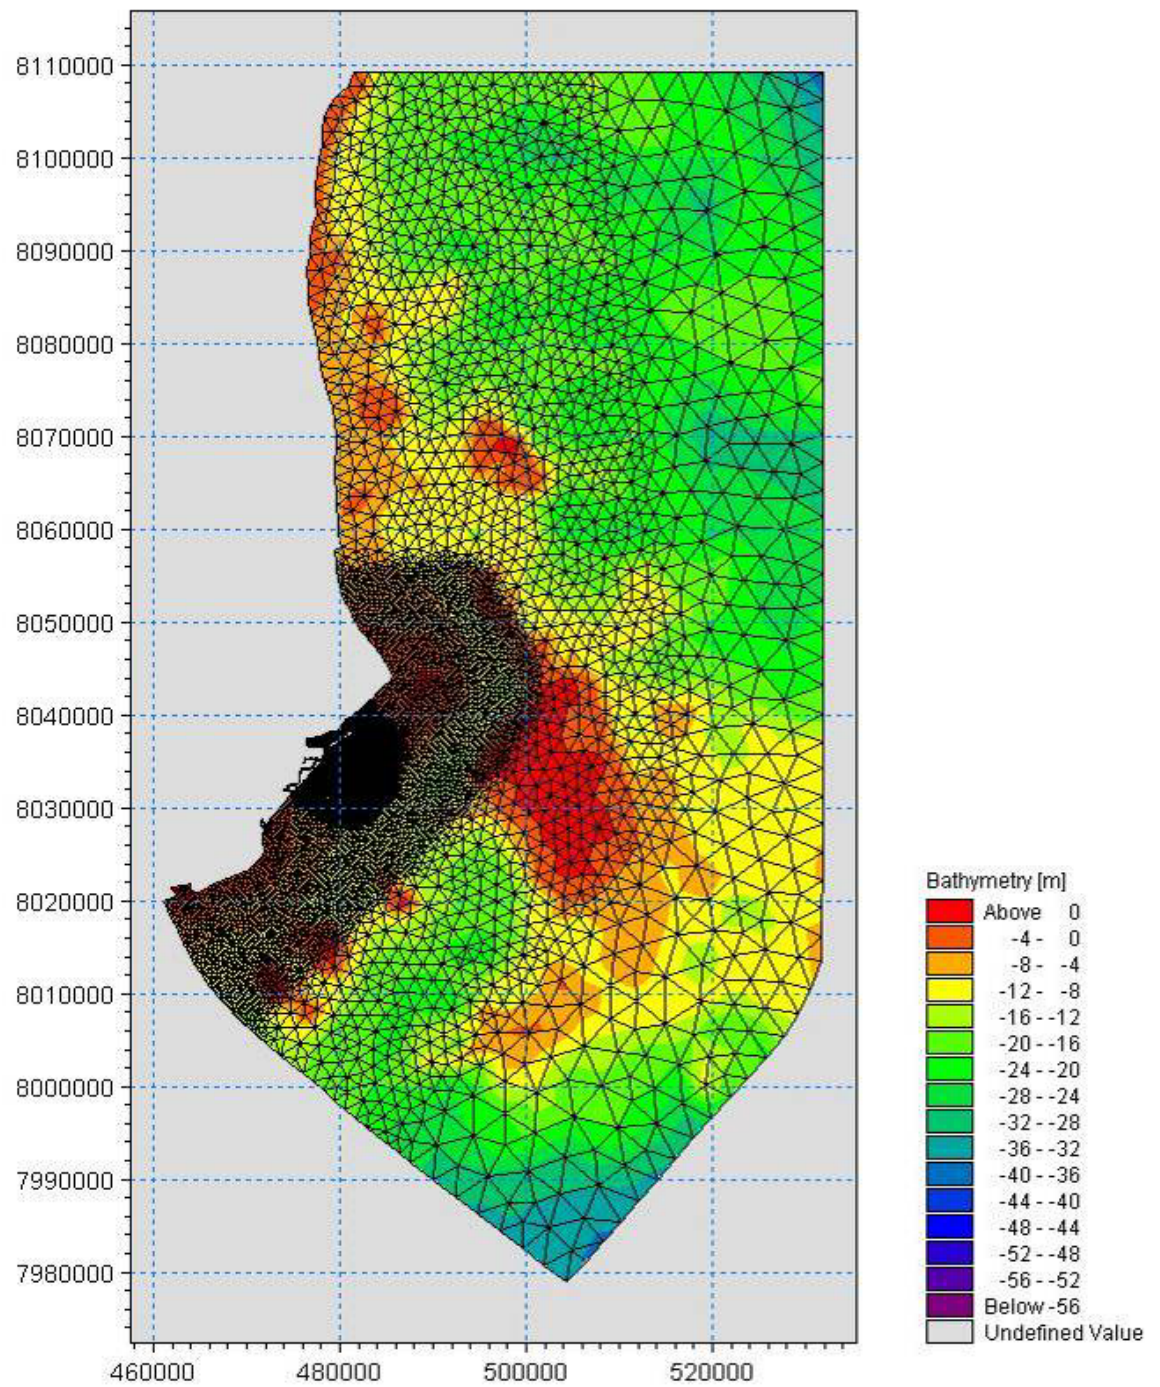 8110000
8100000
8090000
8080000
8070000
8060000
8050000
8040000
8030000
8020000
8010000
8000000
7990000
7980000
460000 480000 500000 520000
Bathymetry [m]
Above 0
-4 - 0
-8 - -4
-12 - -8
-16 - -12
-20 - -16
-24 - -20
-28 - -24
-32 - -28
-36 - -32
-40 - -36
-44 - -40
-48 - -44
-52 - -48
-56 - -52
Below -56
Undefined Value